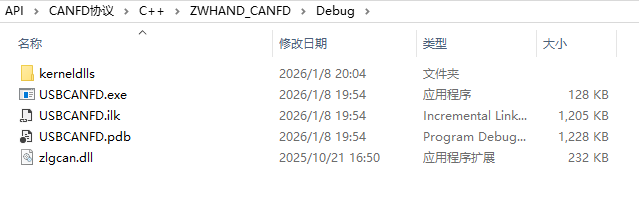 API > CANFD协议 > C++ > ZWHAND_CANFD > Debug >
名称 修改日期 类型 大小
kerneldlls 2026/1/8 20:04 文件夹
USBCANFD.exe 2026/1/8 19:54 应用程序 128 KB
USBCANFD.ilk 2026/1/8 19:54 Incremental Link... 1,205 KB
USBCANFD.pdb 2026/1/8 19:54 Program Debug... 1,228 KB
zlgcan.dll 2025/10/21 16:50 应用程序扩展 232 KB